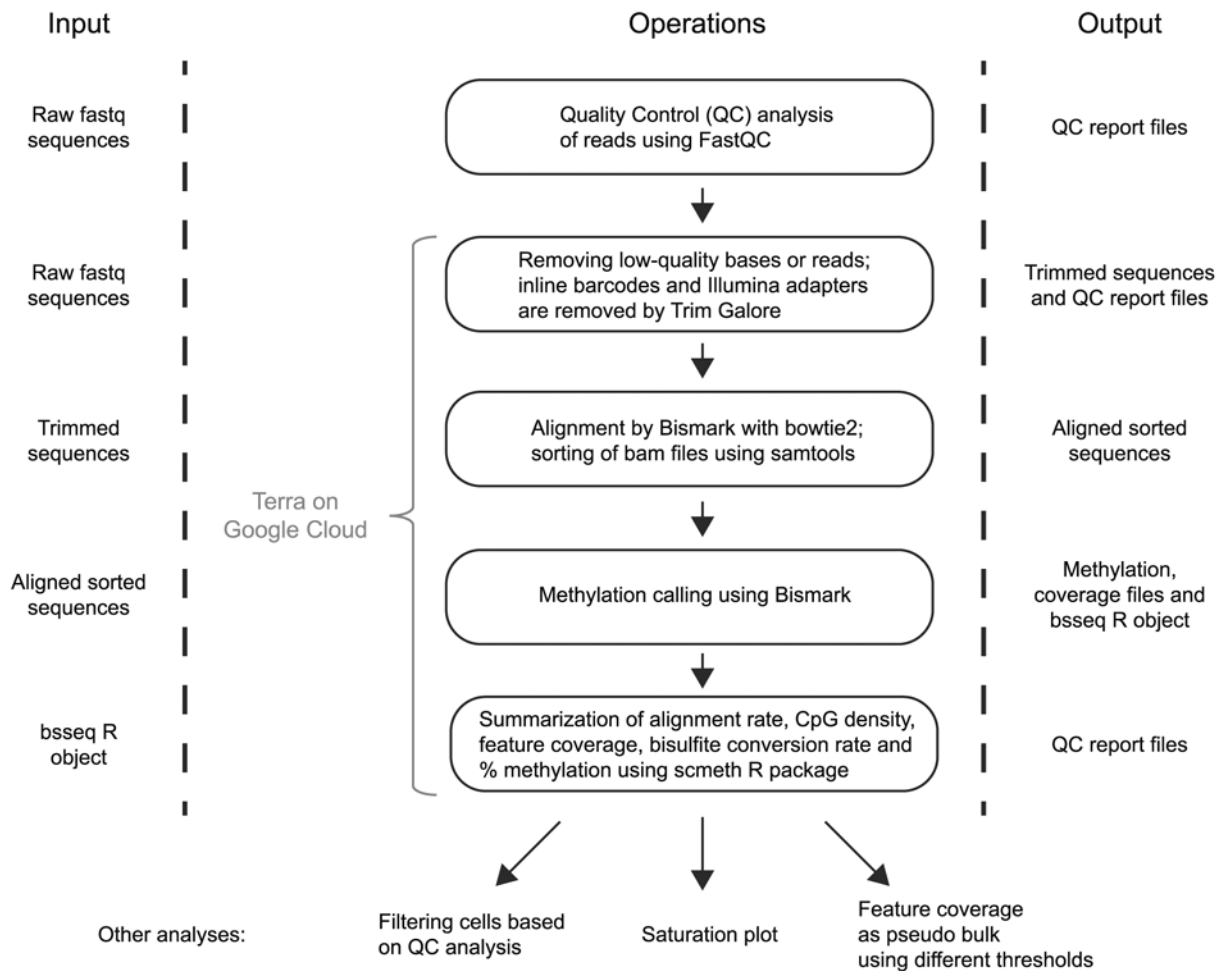 Input
Operations
Output
Raw fastq
sequences
Quality Control (QC) analysis
of reads using FastQC
QC report files
Raw fastq
sequences
Removing low-quality bases or reads;
inline barcodes and Illumina adapters
are removed by Trim Galore
Trimmed sequences
and QC report files
Trimmed
sequences
Alignment by Bismark with bowtie2;
sorting of bam files using samtools
Aligned sorted
sequences
Terra on
Google Cloud
Aligned sorted
sequences
Methylation calling using Bismark
Methylation,
coverage files and
bsseq R object
bsseq R
object
Summarization of alignment rate, CpG density,
feature coverage, bisulfite conversion rate and
% methylation using scmeth R package
QC report files
Other analyses:
Filtering cells based
on QC analysis
Saturation plot
Feature coverage
as pseudo bulk
using different thresholds